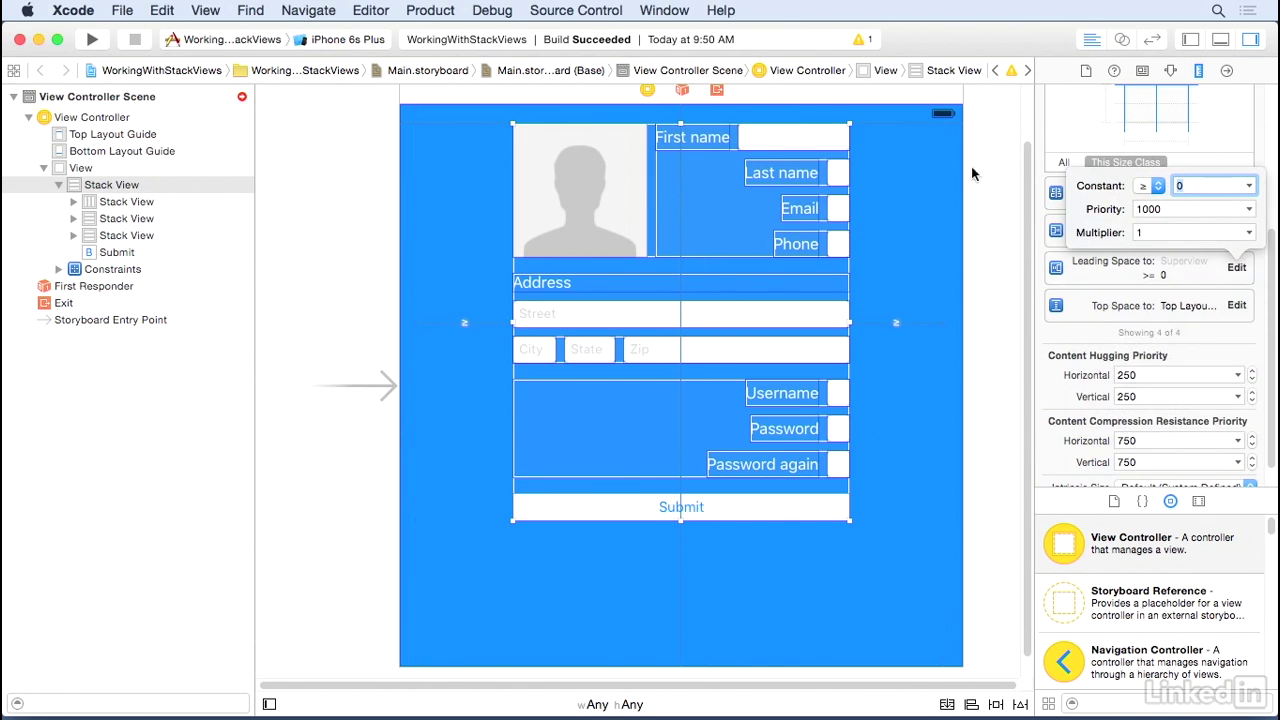 Xcode File Edit View Find Navigate Editor Product Debug Source Control Window Help
Working...ackViews iPhone 6s Plus WorkingWithStackViews Build Succeeded Today at 9:50 AM 1
WorkingWithStackViews Working...StackViews Main.storyboard Main.stor...ard (Base) View Controller Scene View Controller View Stack View
View Controller Scene
View Controller
Top Layout Guide
Bottom Layout Guide
View
Stack View
Stack View
Stack View
Stack View
B Submit
Constraints
First Responder
Exit
Storyboard Entry Point
First name
Last name
Email
Phone
Address
Street
City State Zip
Username
Password
Password again
Submit
≥ ≥
wAny hAny
All This Size Class
Constant: ≥ 0
Priority: 1000
Multiplier: 1
Leading Space to: Superview Edit
>= 0
Top Space to: Top Layou... Edit
Showing 4 of 4
Content Hugging Priority
Horizontal 250
Vertical 250
Content Compression Resistance Priority
Horizontal 750
Vertical 750
Intrinsic Size Default (System Defined)
{ }
View Controller - A controller
that manages a view.
Storyboard Reference -
Provides a placeholder for a view
controller in an external storybo...
Navigation Controller - A
controller that manages navigation
through a hierarchy of views.
LinkedIn